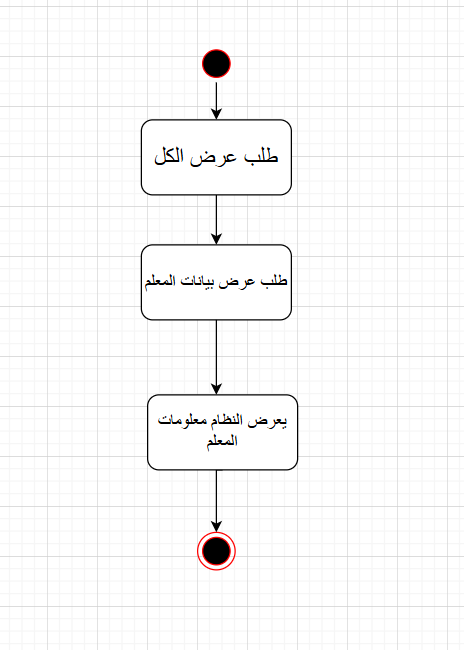 طلب عرض الكل
طلب عرض بيانات المعلم
يعرض النظام معلومات
المعلم